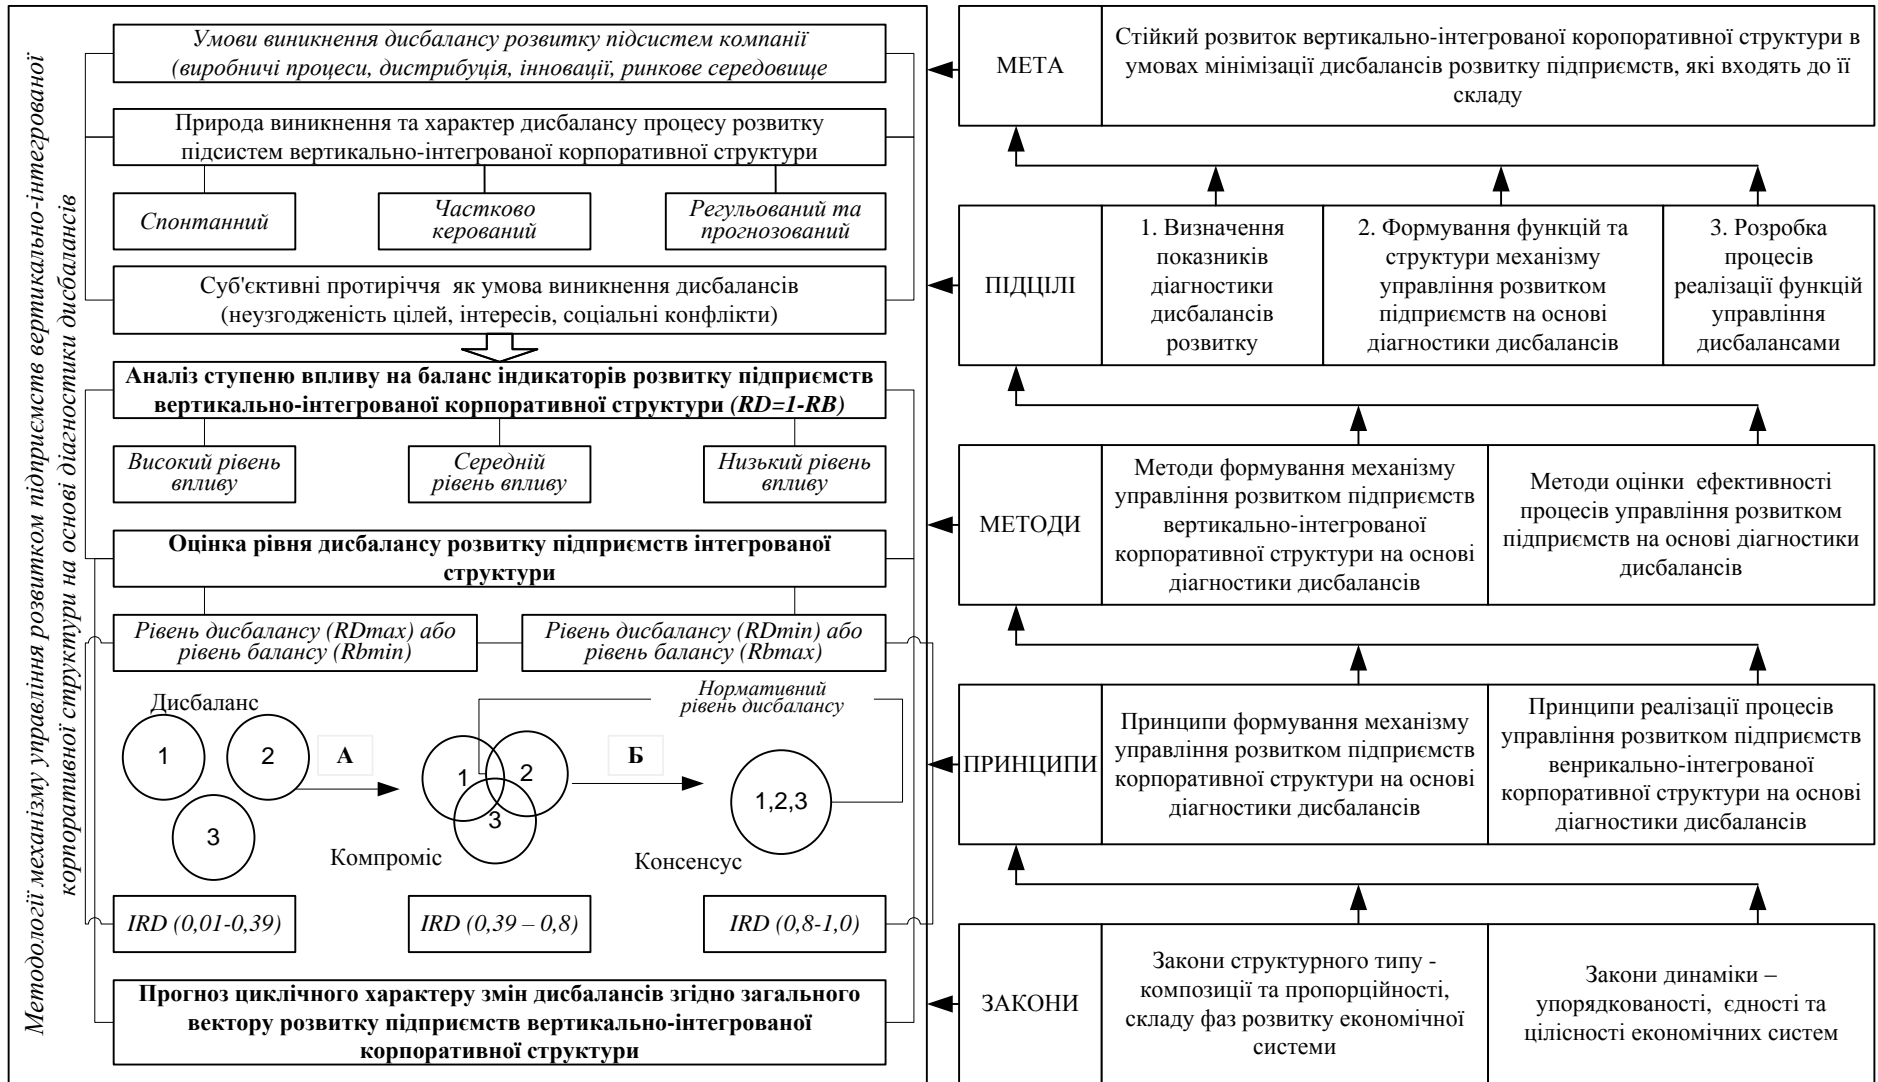 Методології механізму управління розвитком підприємств вертикально-інтегрованої
корпоративної структури на основі діагностики дисбалансів
Умови виникнення дисбалансу розвитку підсистем компанії
(виробничі процеси, дистрибуція, інновації, ринкове середовище
Природа виникнення та характер дисбалансу процесу розвитку
підсистем вертикально-інтегрованої корпоративної структури
Спонтанний
Частково
керований
Регульований та
прогнозований
Суб'єктивні протиріччя як умова виникнення дисбалансів
(неузгодженість цілей, інтересів, соціальні конфлікти)
Аналіз ступеню впливу на баланс індикаторів розвитку підприємств
вертикально-інтегрованої корпоративної структури (RD=1-RB)
Високий рівень
впливу
Середній
рівень впливу
Низький рівень
впливу
Оцінка рівня дисбалансу розвитку підприємств інтегрованої
структури
Рівень дисбалансу (RDmax) або
рівень балансу (Rbmin)
Рівень дисбалансу (RDmin) або
рівень балансу (Rbmax)
Дисбаланс
Нормативний
рівень дисбалансу
1
2
3
А
1
2
3
Б
1,2,3
Компроміс
Консенсус
IRD (0,01-0,39)
IRD (0,39 – 0,8)
IRD (0,8-1,0)
Прогноз циклічного характеру змін дисбалансів згідно загального
вектору розвитку підприємств вертикально-інтегрованої
корпоративної структури
МЕТА
Стійкий розвиток вертикально-інтегрованої коропоративної структури в
умовах мінімізації дисбалансів розвитку підприємств, які входять до її
складу
ПІДЦІЛІ
1. Визначення
показників
діагностики
дисбалансів
розвитку
2. Формування функцій та
структури механізму
управління розвитком
підприємств на основі
діагностики дисбалансів
3. Розробка
процесів
реалізації функцій
управління
дисбалансами
МЕТОДИ
Методи формування механізму
управління розвитком підприємств
вертикально-інтегрованої
корпоративної структури на основі
діагностики дисбалансів
Методи оцінки ефективності
процесів управління розвитком
підприємств на основі діагностики
дисбалансів
ПРИНЦИПИ
Принципи формування механізму
управління розвитком підприємств
корпоративної структури на основі
діагностики дисбалансів
Принципи реалізації процесів
управління розвитком підприємств
венрикально-інтегрованої
корпоративної структури на основі
діагностики дисбалансів
ЗАКОНИ
Закони структурного типу -
композиції та пропорційності,
складу фаз розвитку економічної
системи
Закони динаміки –
упорядкованості, єдності та
цілісності економічних систем